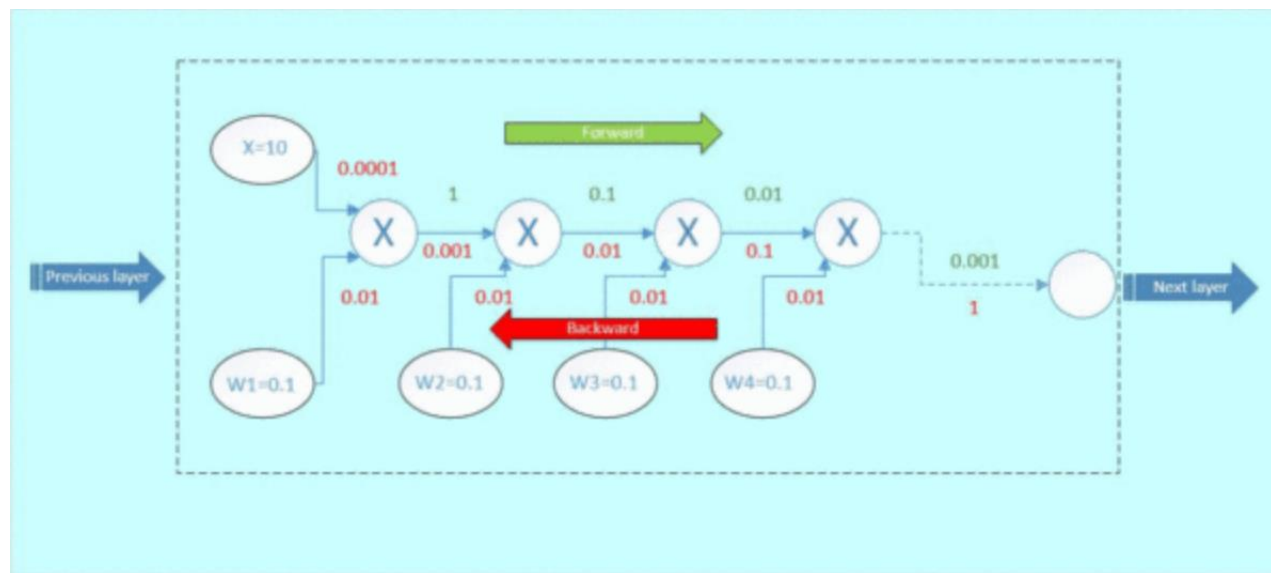 Forward
X=10
0.0001
1
0.1
0.01
X
X
X
X
0.001
0.01
0.1
0.001
Previous layer
Next layer
0.01
0.01
0.01
0.01
1
Backward
W1=0.1
W2=0.1
W3=0.1
W4=0.1